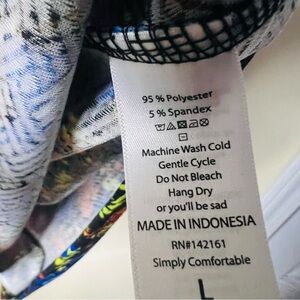 95% Polyester
5% Spandex
Machine Wash Cold
Gentle Cycle
Do Not Bleach
Hang Dry
or you'll be sad
MADE IN INDONESIA
RN#142161
Simply Comfortable
L